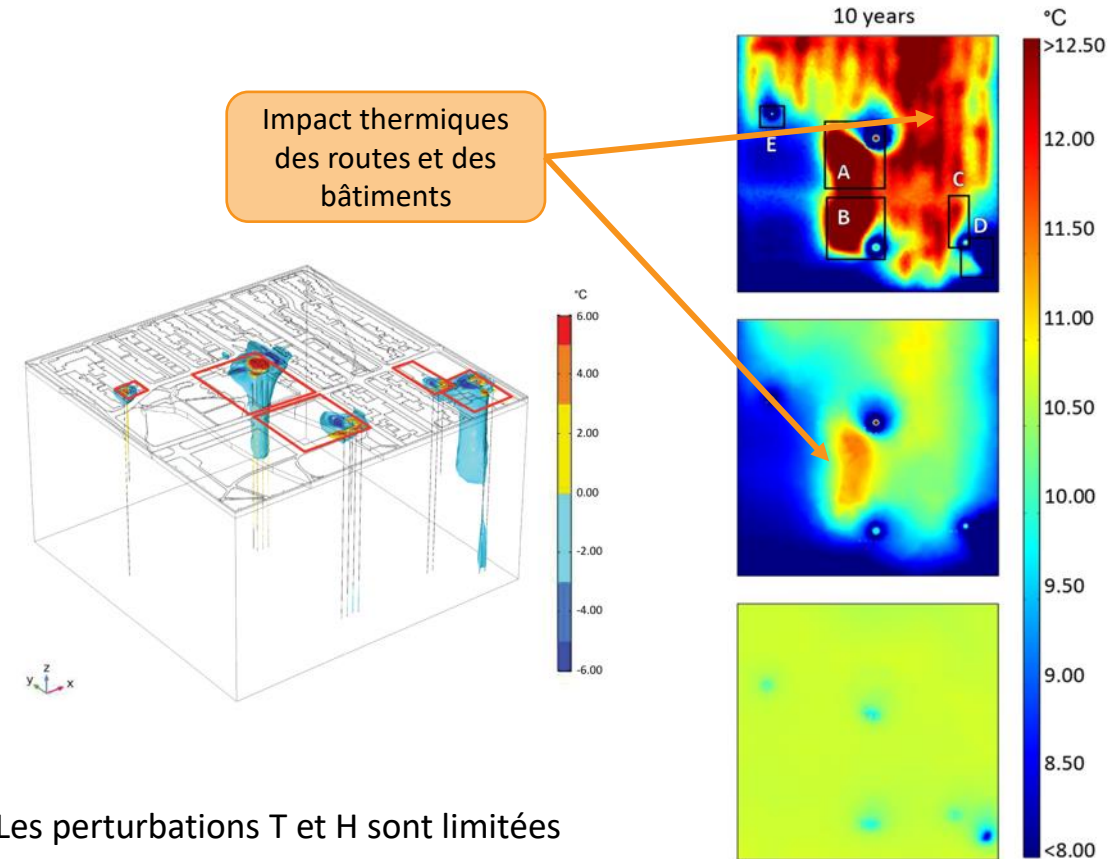 10 years
°C
>12.50
12.00
11.50
11.00
10.50
10.00
9.50
9.00
8.50
<8.00
Impact thermiques
des routes et des
bâtiments
E
A
B
C
D
°C
6.00
4.00
2.00
0.00
-2.00
-4.00
-6.00
z
y
x
Les perturbations T et H sont limitées